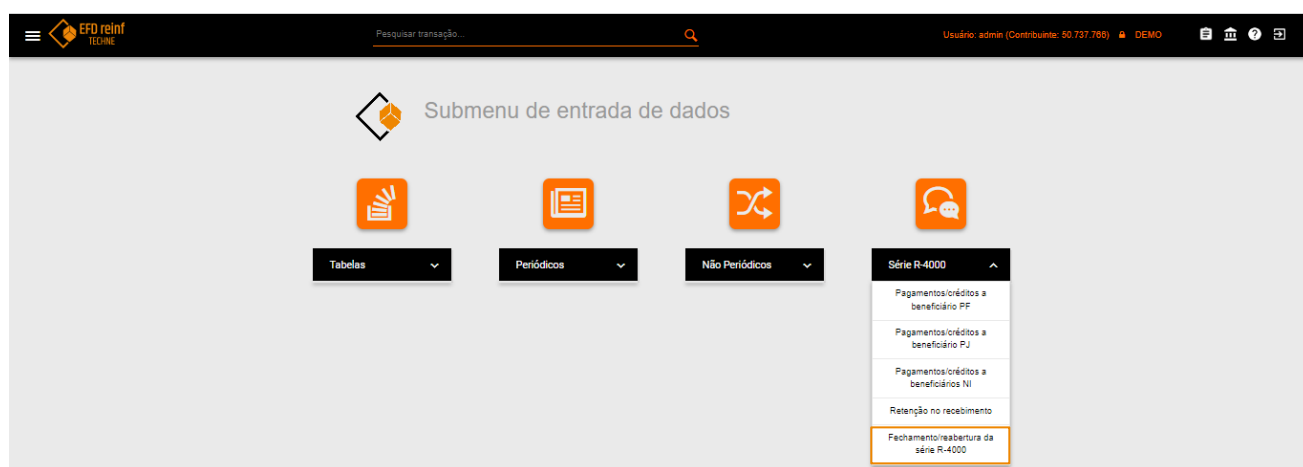 EFD reinf
TECHNE
Pesquisar transação...
Usuário: admin (Contribuinte: 50.737.766)
DEMO
Submenu de entrada de dados
Tabelas
Periódicos
Não Periódicos
Série R-4000
Pagamentos/créditos a
beneficiário PF
Pagamentos/créditos a
beneficiário PJ
Pagamentos/créditos a
beneficiários NI
Retenção no recebimento
Fechamento/reabertura da
série R-4000